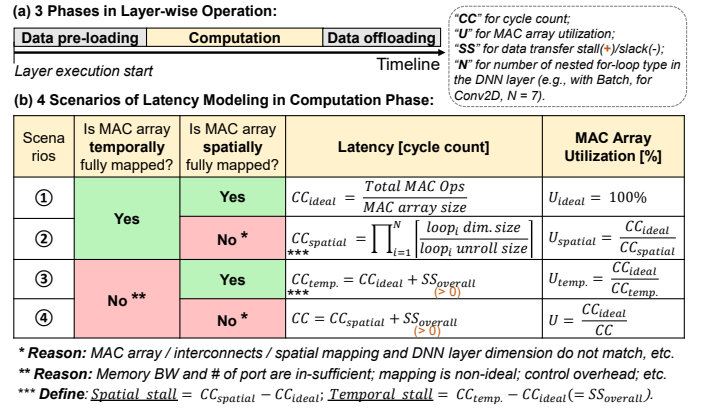 (a) 3 Phases in Layer-wise Operation:
Data pre-loading Computation Data offloading
Timeline
Layer execution start
"CC" for cycle count;
"U" for MAC array utilization;
"SS" for data transfer stall(+)/slack(-);
"N" for number of nested for-loop type in
the DNN layer (e.g., with Batch, for
Conv2D, N = 7).
(b) 4 Scenarios of Latency Modeling in Computation Phase:
Scena
rios
Is MAC array
temporally
fully mapped?
Is MAC array
spatially
fully mapped?
Latency [cycle count]
MAC Array
Utilization [%]
① Yes Yes CC_ideal = Total MAC Ops / MAC array size U_ideal = 100%
② No * CC_spatial = ∏_{i=1}^{N} ⌈loop_i dim. size / loop_i unroll size⌉ U_spatial = CC_ideal / CC_spatial
***
③ No ** Yes CC_temp. = CC_ideal + SS_overall U_temp. = CC_ideal / CC_temp.
*** (> 0)
④ No * CC = CC_spatial + SS_overall U = CC_ideal / CC
(> 0)
* Reason: MAC array / interconnects / spatial mapping and DNN layer dimension do not match, etc.
** Reason: Memory BW and # of port are in-sufficient; mapping is non-ideal; control overhead; etc.
*** Define: Spatial stall = CC_spatial − CC_ideal; Temporal stall = CC_temp. − CC_ideal(= SS_overall).